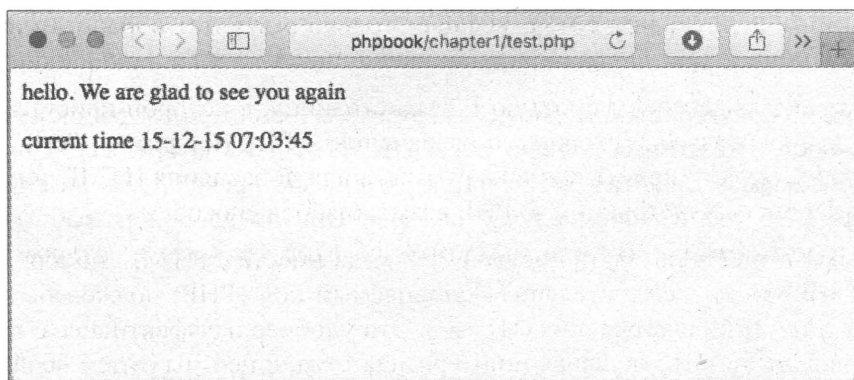 phpbook/chapter1/test.php
hello. We are glad to see you again
current time 15-12-15 07:03:45